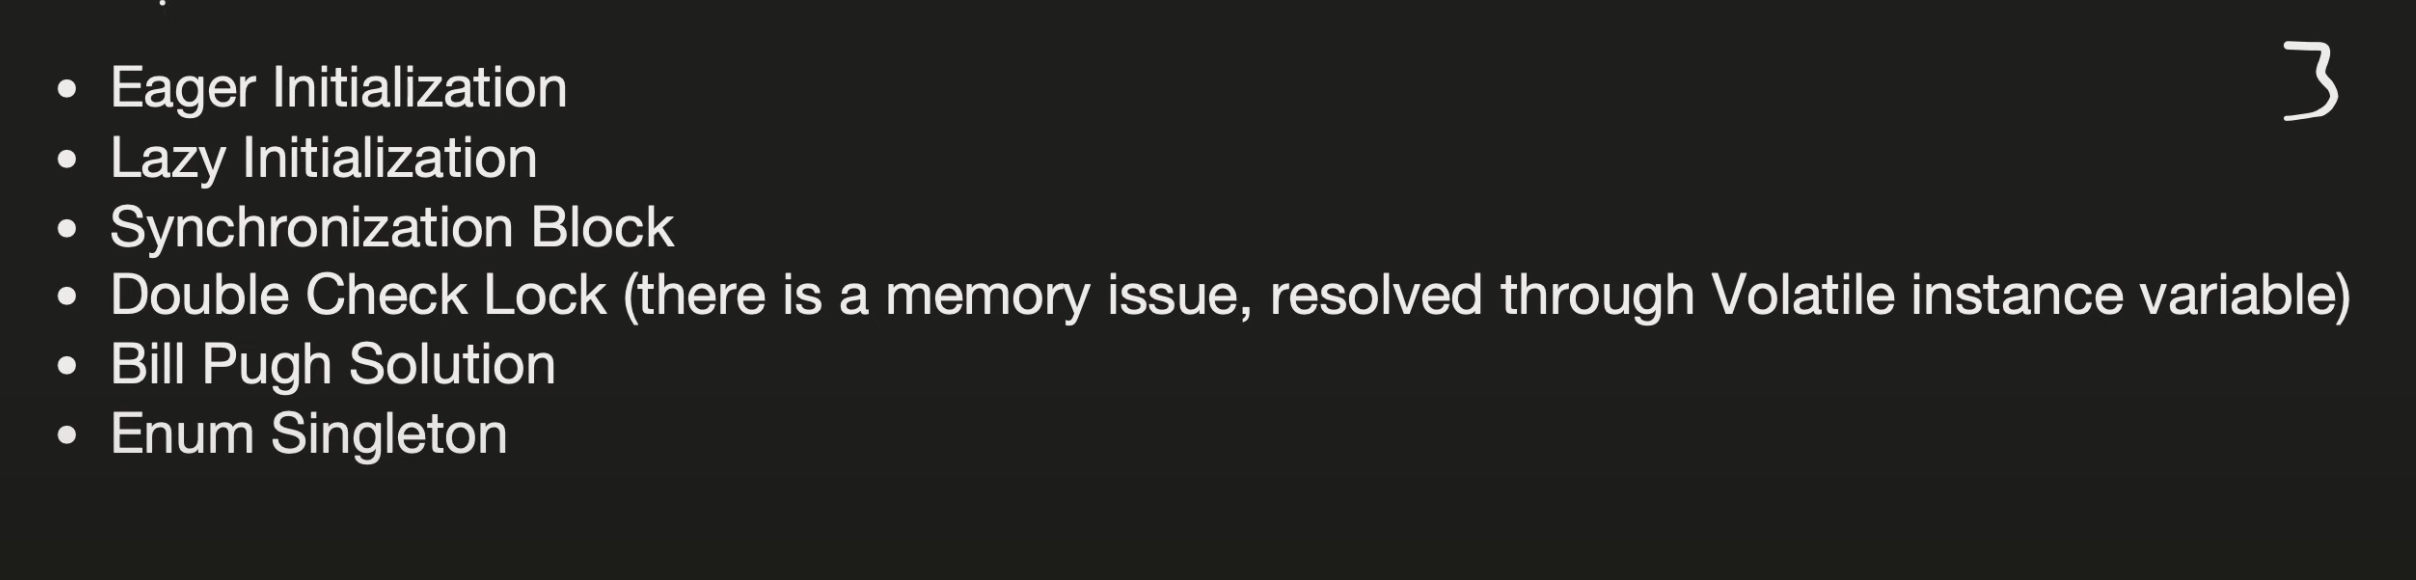 3
• Eager Initialization
• Lazy Initialization
• Synchronization Block
• Double Check Lock (there is a memory issue, resolved through Volatile instance variable)
• Bill Pugh Solution
• Enum Singleton